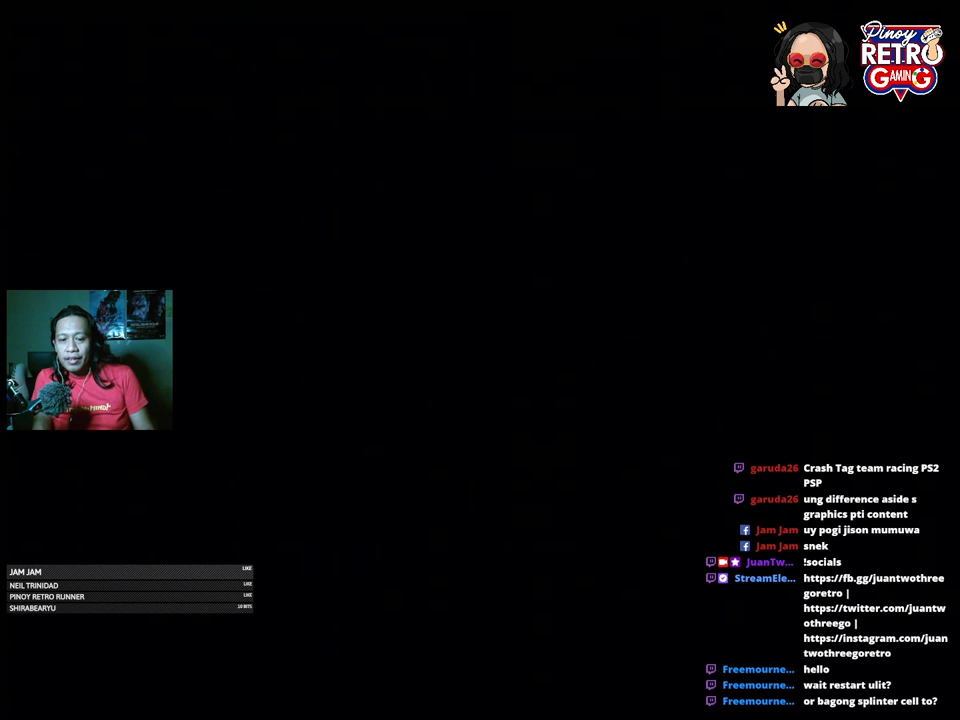 Pinoy
RETRO
GAMING
garuda26 Crash Tag team racing PS2
PSP
garuda26 ung difference aside s
graphics pti content
Jam Jam uy pogi jison mumuwa
Jam Jam snek
JuanTw... !socials
StreamEle... https://fb.gg/juantwothree
goretro |
https://twitter.com/juantw
othreego |
https://instagram.com/juan
twothreegoretro
Freemourne... hello
Freemourne... wait restart ulit?
Freemourne... or bagong splinter cell to?
JAM JAM LIKE
NEIL TRINIDAD LIKE
PINOY RETRO RUNNER LIKE
SHIRABEARYU 10 BITS